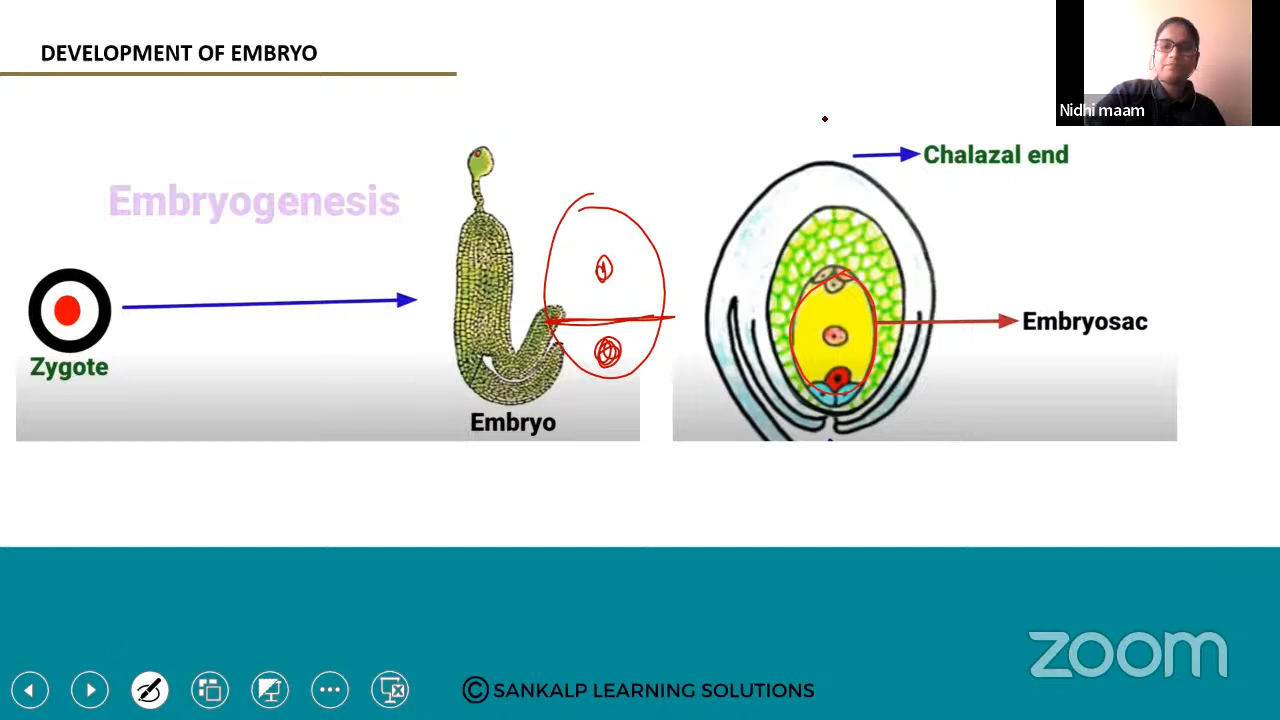 DEVELOPMENT OF EMBRYO
Nidhi maam
Chalazal end
Embryogenesis
Zygote
Embryo
Embryosac
zoom
© SANKALP LEARNING SOLUTIONS